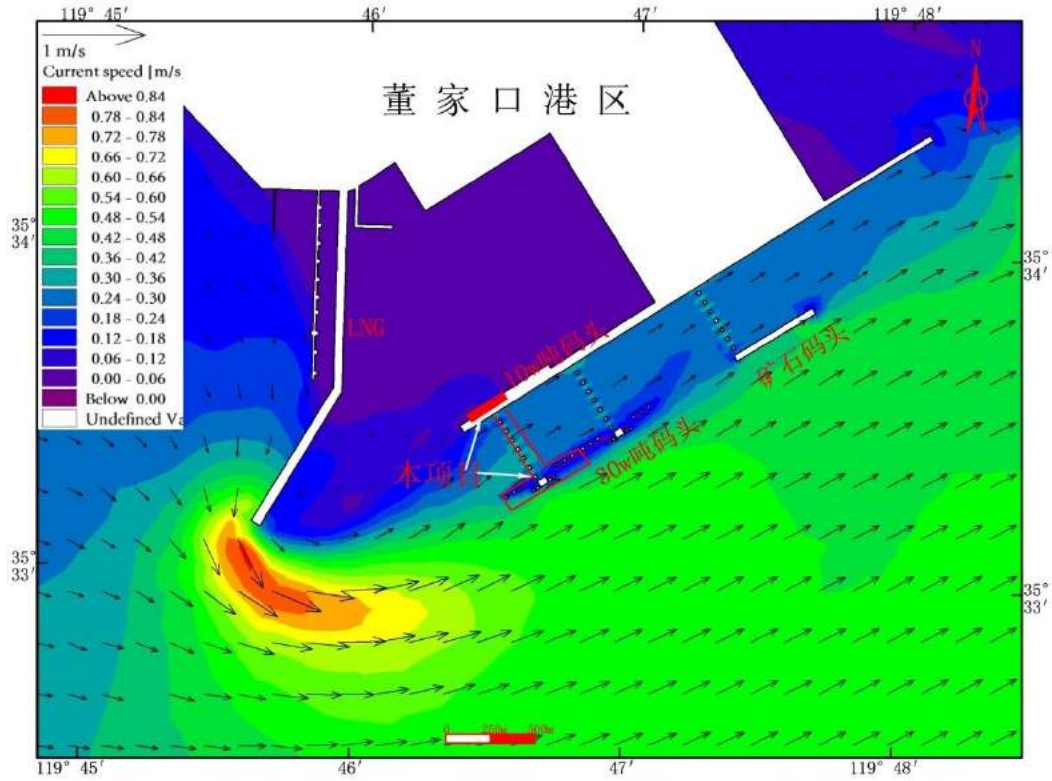 119° 45′
46′
47′
119° 48′
1 m/s
Current speed [m/s
Above 0.84
0.78 - 0.84
0.72 - 0.78
0.66 - 0.72
0.60 - 0.66
0.54 - 0.60
0.48 - 0.54
0.42 - 0.48
0.36 - 0.42
0.30 - 0.36
0.24 - 0.30
0.18 - 0.24
0.12 - 0.18
0.06 - 0.12
0.00 - 0.06
Below 0.00
Undefined Va
董家口港区
N
35°
34′
35°
34′
LNG
10w吨码头
矿石码头
80w吨码头
本项目
35°
33′
35°
33′
0 250m 500m
119° 45′
46′
47′
119° 48′